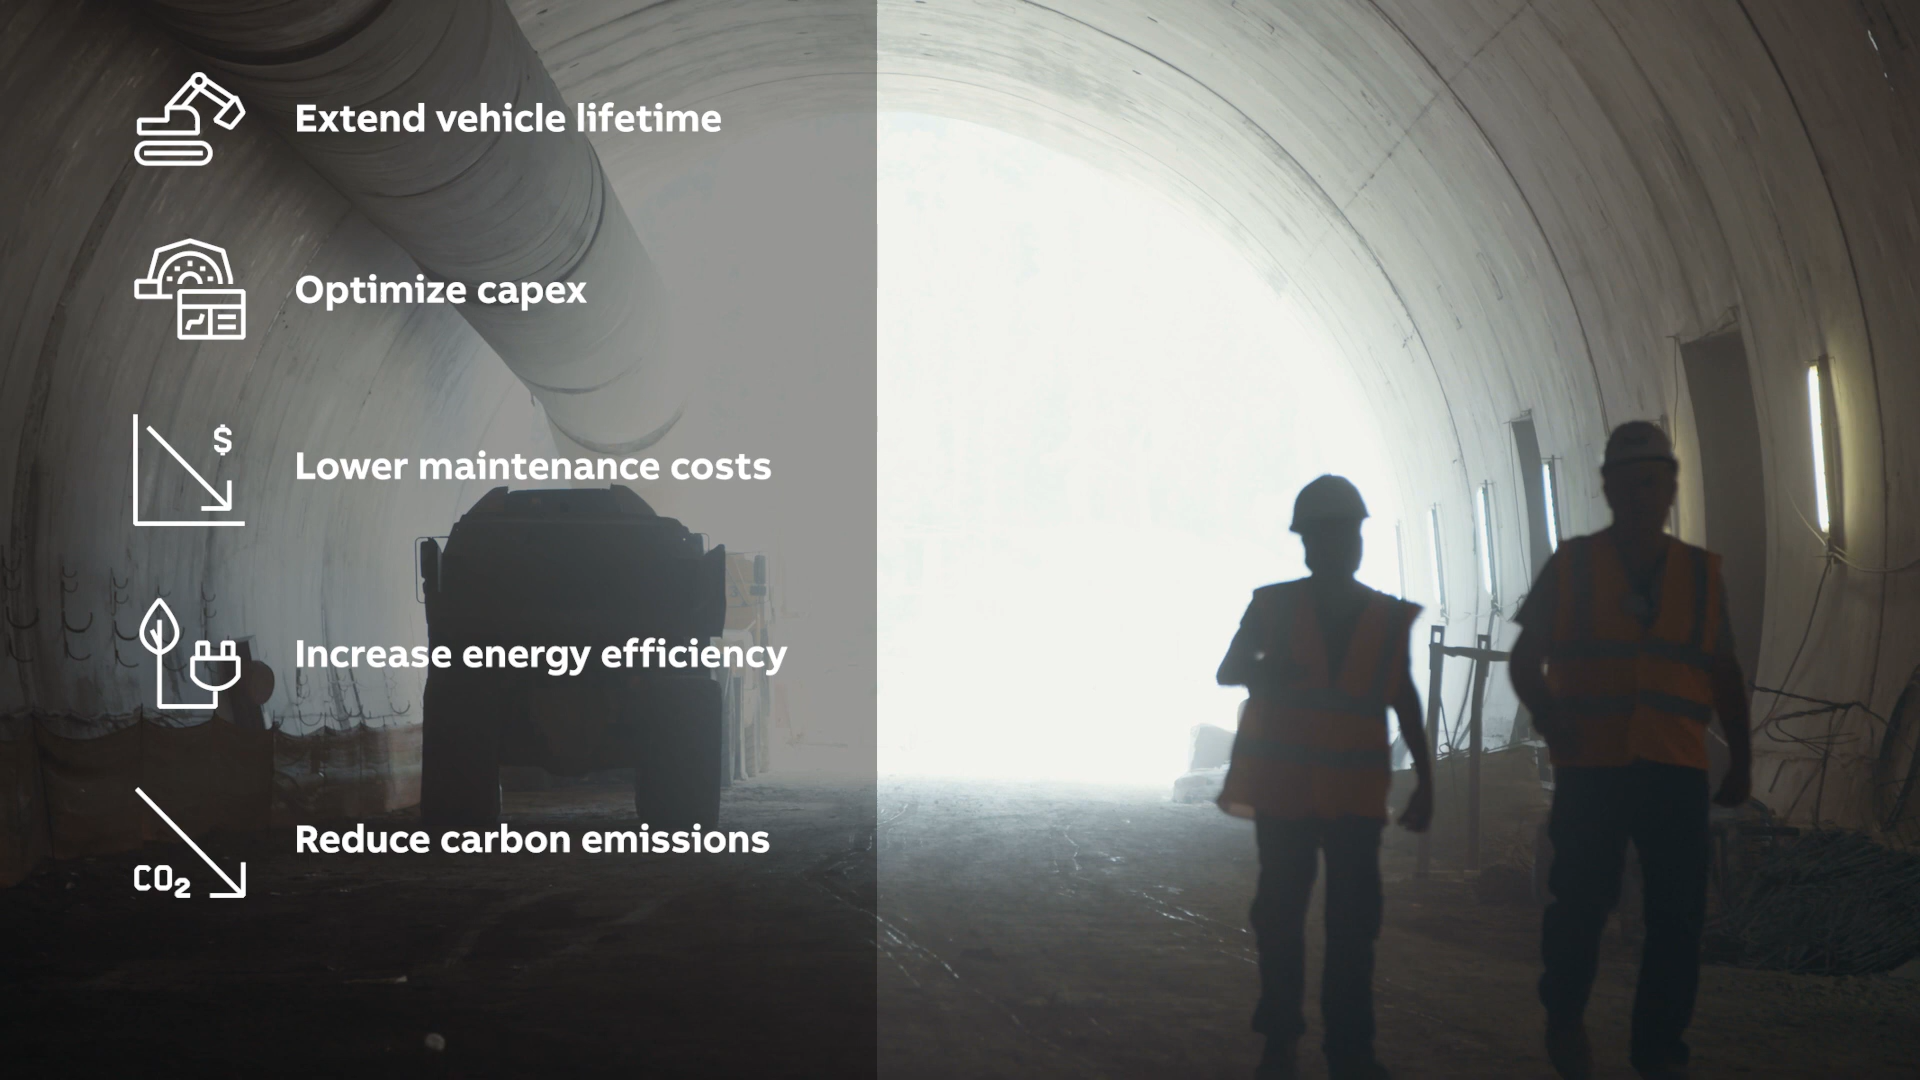 Extend vehicle lifetime
Optimize capex
$
Lower maintenance costs
Increase energy efficiency
Reduce carbon emissions
CO₂